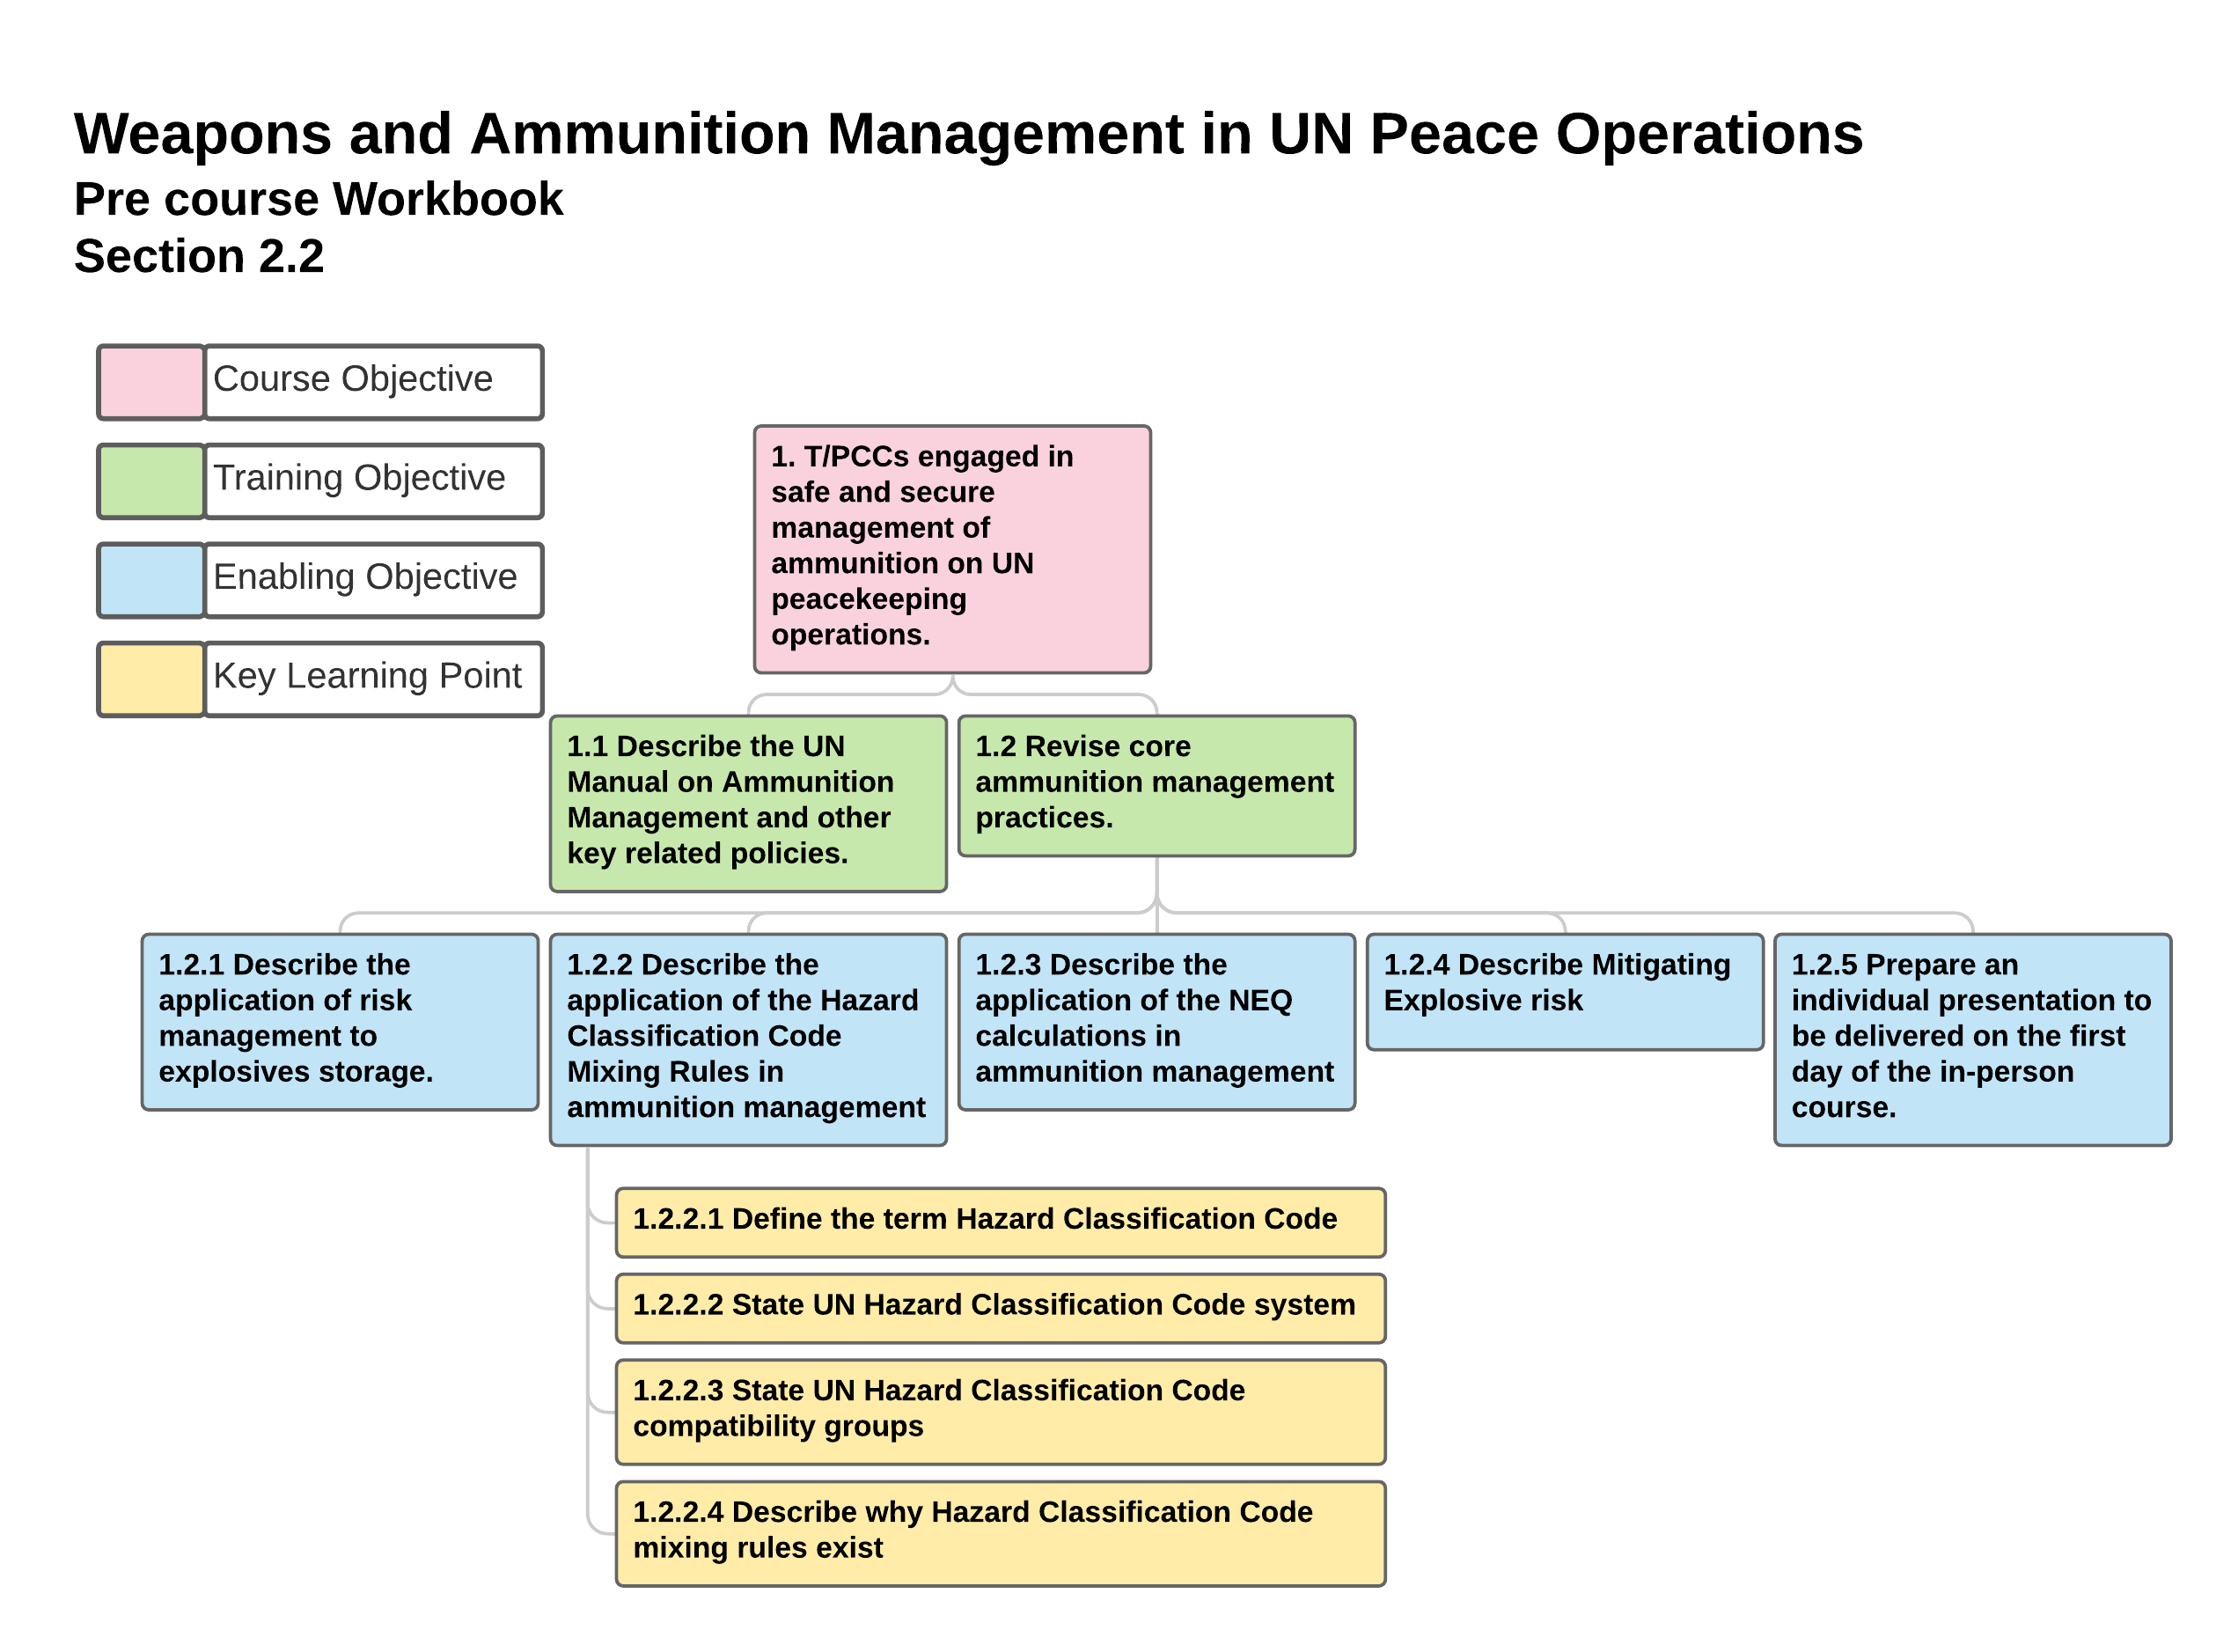 Weapons and Ammunition Management in UN Peace Operations
Pre course Workbook
Section 2.2
Course Objective
Training Objective
Enabling Objective
Key Learning Point
1. T/PCCs engaged in
safe and secure
management of
ammunition on UN
peacekeeping
operations.
1.1 Describe the UN
Manual on Ammunition
Management and other
key related policies.
1.2 Revise core
ammunition management
practices.
1.2.1 Describe the
application of risk
management to
explosives storage.
1.2.2 Describe the
application of the Hazard
Classification Code
Mixing Rules in
ammunition management
1.2.3 Describe the
application of the NEQ
calculations in
ammunition management
1.2.4 Describe Mitigating
Explosive risk
1.2.5 Prepare an
individual presentation to
be delivered on the first
day of the in-person
course.
1.2.2.1 Define the term Hazard Classification Code
1.2.2.2 State UN Hazard Classification Code system
1.2.2.3 State UN Hazard Classification Code
compatibility groups
1.2.2.4 Describe why Hazard Classification Code
mixing rules exist